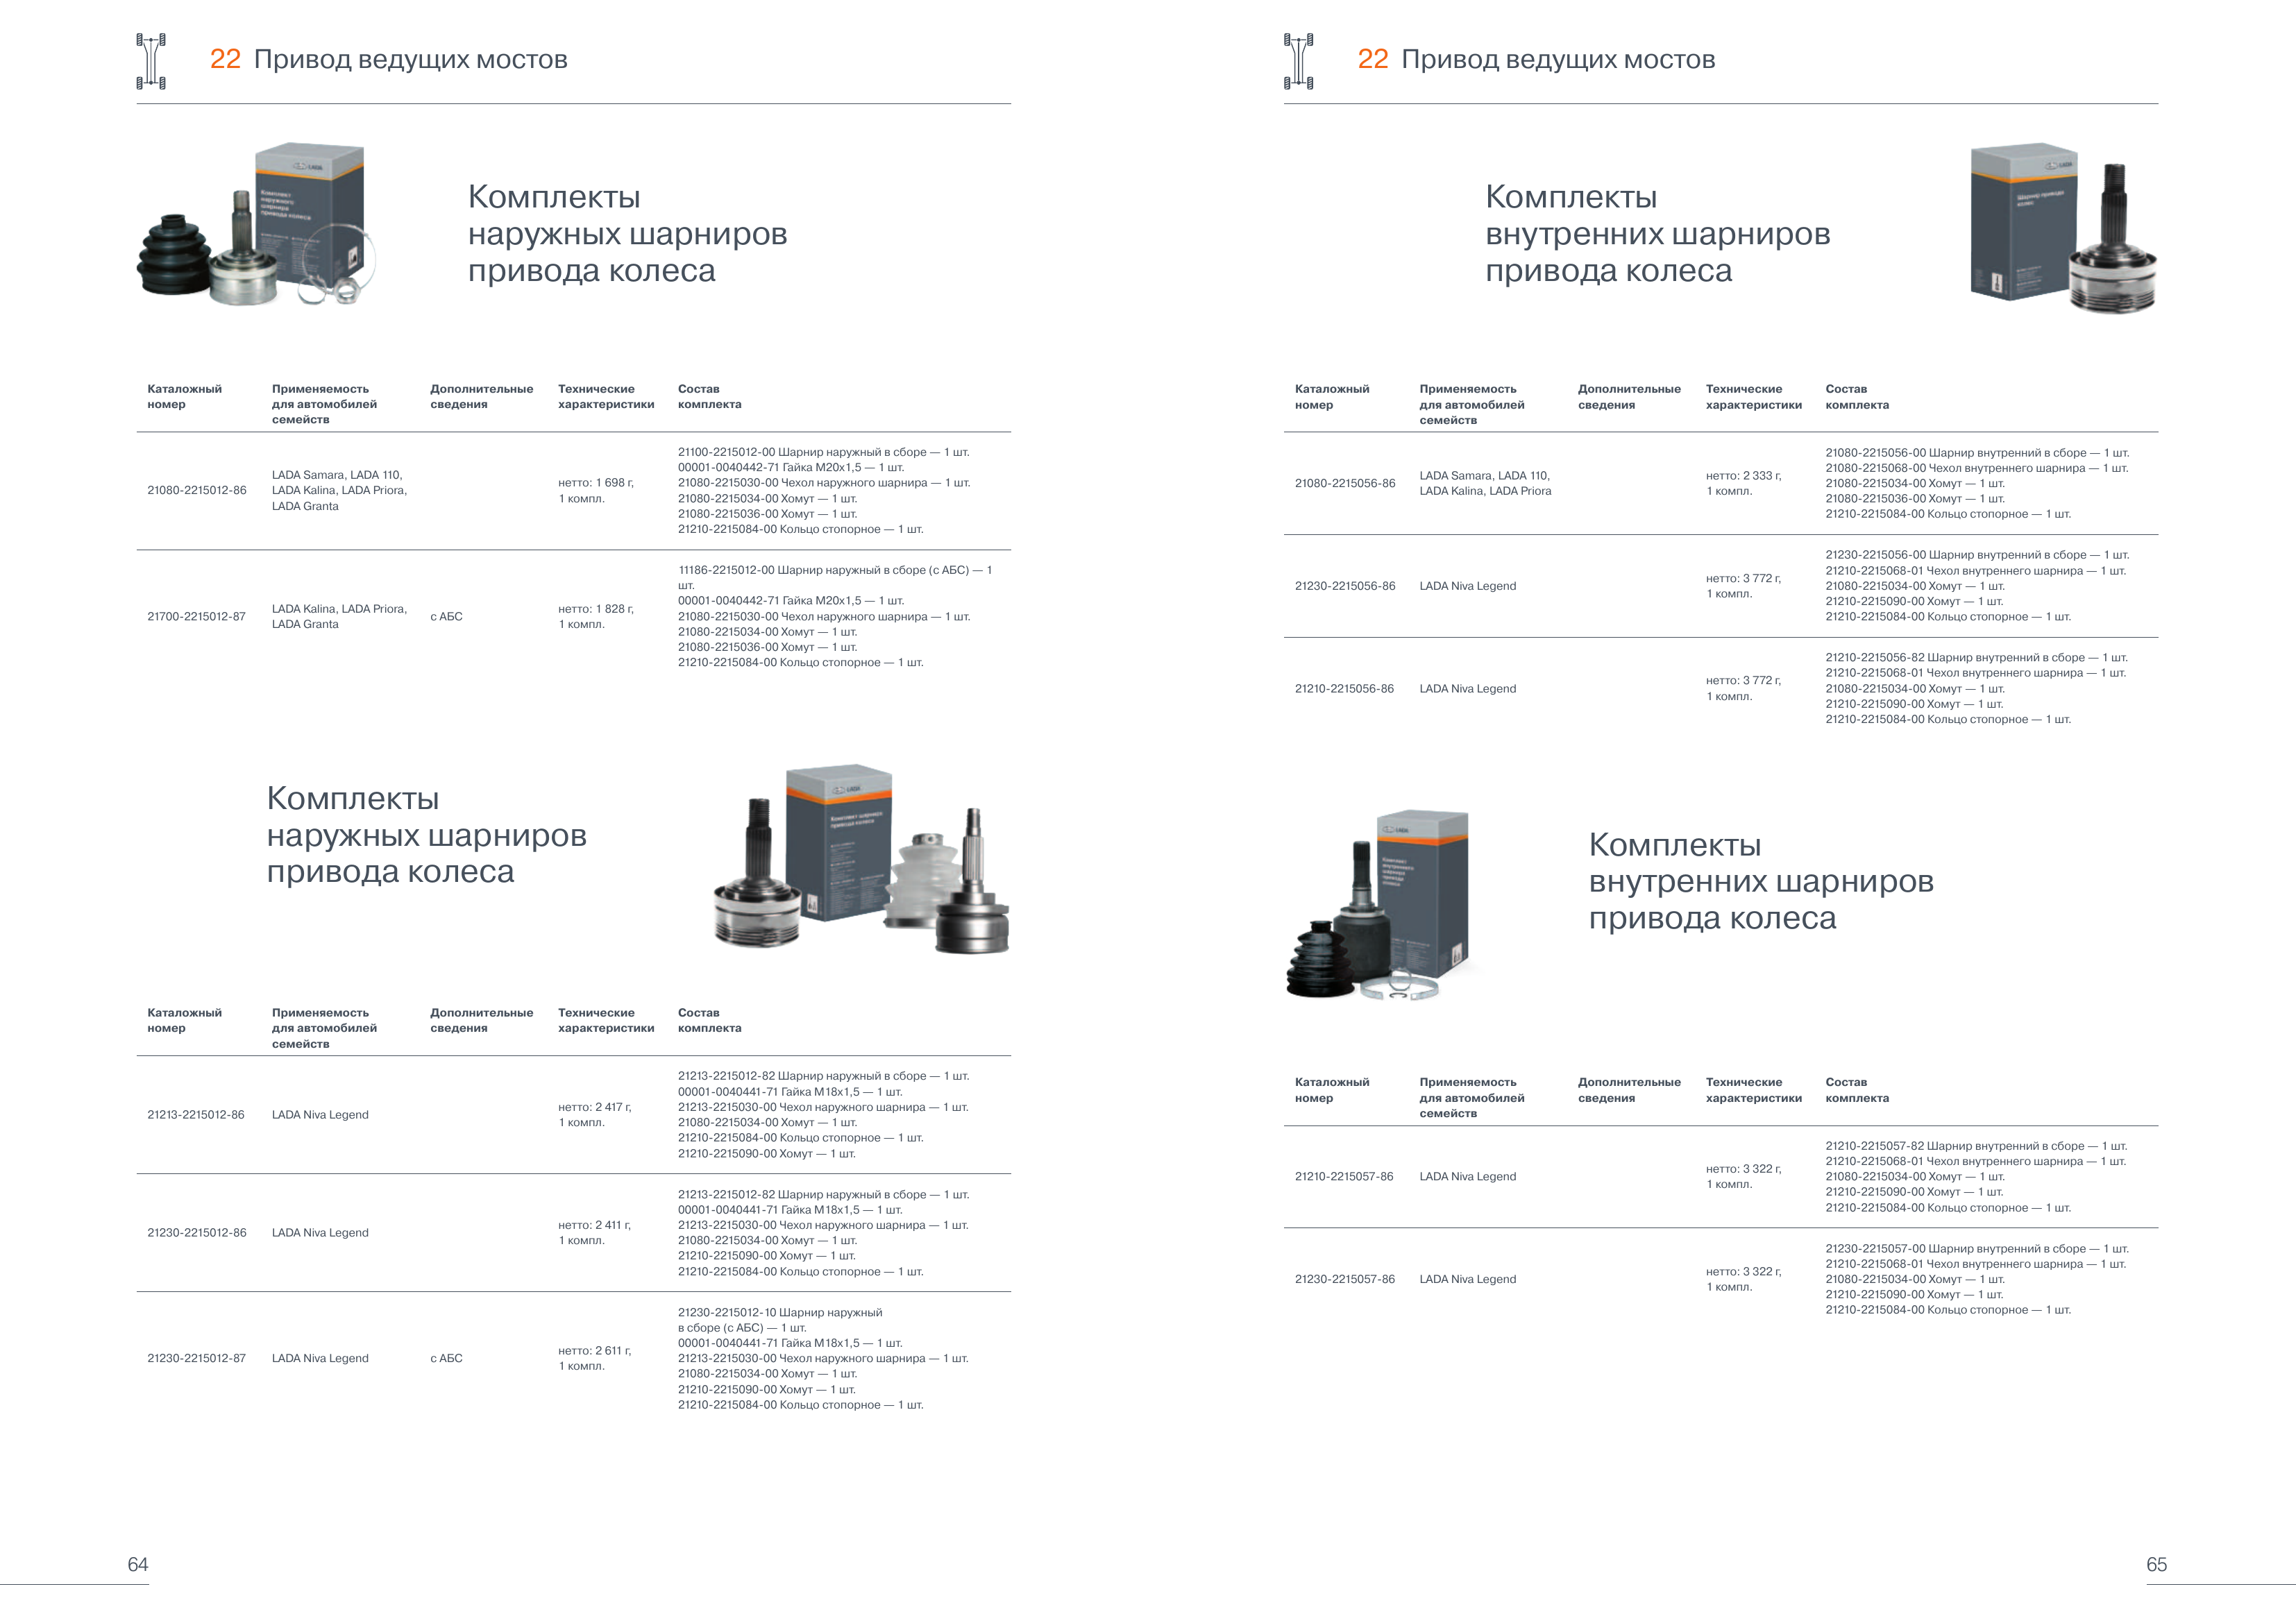 22 Привод ведущих мостов
Комплекты
наружных шарниров
привода колеса
Каталожный номер
Применяемость для автомобилей семейств
Дополнительные сведения
Технические характеристики
Состав комплекта
21080-2215012-86
LADA Samara, LADA 110,
LADA Kalina, LADA Priora,
LADA Granta
нетто: 1 698 г,
1 компл.
21100-2215012-00 Шарнир наружный в сборе — 1 шт.
00001-0040442-71 Гайка М20х1,5 — 1 шт.
21080-2215030-00 Чехол наружного шарнира — 1 шт.
21080-2215034-00 Хомут — 1 шт.
21080-2215036-00 Хомут — 1 шт.
21210-2215084-00 Кольцо стопорное — 1 шт.
21700-2215012-87
LADA Kalina, LADA Priora,
LADA Granta
с АБС
нетто: 1 828 г,
1 компл.
11186-2215012-00 Шарнир наружный в сборе (с АБС) — 1
шт.
00001-0040442-71 Гайка М20х1,5 — 1 шт.
21080-2215030-00 Чехол наружного шарнира — 1 шт.
21080-2215034-00 Хомут — 1 шт.
21080-2215036-00 Хомут — 1 шт.
21210-2215084-00 Кольцо стопорное — 1 шт.
Комплекты
наружных шарниров
привода колеса
Каталожный номер
Применяемость для автомобилей семейств
Дополнительные сведения
Технические характеристики
Состав комплекта
21213-2215012-86
LADA Niva Legend
нетто: 2 417 г,
1 компл.
21213-2215012-82 Шарнир наружный в сборе — 1 шт.
00001-0040441-71 Гайка М18х1,5 — 1 шт.
21213-2215030-00 Чехол наружного шарнира — 1 шт.
21080-2215034-00 Хомут — 1 шт.
21210-2215084-00 Кольцо стопорное — 1 шт.
21210-2215090-00 Хомут — 1 шт.
21230-2215012-86
LADA Niva Legend
нетто: 2 411 г,
1 компл.
21213-2215012-82 Шарнир наружный в сборе — 1 шт.
00001-0040441-71 Гайка М18х1,5 — 1 шт.
21213-2215030-00 Чехол наружного шарнира — 1 шт.
21080-2215034-00 Хомут — 1 шт.
21210-2215090-00 Хомут — 1 шт.
21210-2215084-00 Кольцо стопорное — 1 шт.
21230-2215012-87
LADA Niva Legend
с АБС
нетто: 2 611 г,
1 компл.
21230-2215012-10 Шарнир наружный
в сборе (с АБС) — 1 шт.
00001-0040441-71 Гайка М18х1,5 — 1 шт.
21213-2215030-00 Чехол наружного шарнира — 1 шт.
21080-2215034-00 Хомут — 1 шт.
21210-2215090-00 Хомут — 1 шт.
21210-2215084-00 Кольцо стопорное — 1 шт.
64
22 Привод ведущих мостов
Комплекты
внутренних шарниров
привода колеса
Каталожный номер
Применяемость для автомобилей семейств
Дополнительные сведения
Технические характеристики
Состав комплекта
21080-2215056-86
LADA Samara, LADA 110,
LADA Kalina, LADA Priora
нетто: 2 333 г,
1 компл.
21080-2215056-00 Шарнир внутренний в сборе — 1 шт.
21080-2215068-00 Чехол внутреннего шарнира — 1 шт.
21080-2215034-00 Хомут — 1 шт.
21080-2215036-00 Хомут — 1 шт.
21210-2215084-00 Кольцо стопорное — 1 шт.
21230-2215056-86
LADA Niva Legend
нетто: 3 772 г,
1 компл.
21230-2215056-00 Шарнир внутренний в сборе — 1 шт.
21210-2215068-01 Чехол внутреннего шарнира — 1 шт.
21080-2215034-00 Хомут — 1 шт.
21210-2215090-00 Хомут — 1 шт.
21210-2215084-00 Кольцо стопорное — 1 шт.
21210-2215056-86
LADA Niva Legend
нетто: 3 772 г,
1 компл.
21210-2215056-82 Шарнир внутренний в сборе — 1 шт.
21210-2215068-01 Чехол внутреннего шарнира — 1 шт.
21080-2215034-00 Хомут — 1 шт.
21210-2215090-00 Хомут — 1 шт.
21210-2215084-00 Кольцо стопорное — 1 шт.
Комплекты
внутренних шарниров
привода колеса
Каталожный номер
Применяемость для автомобилей семейств
Дополнительные сведения
Технические характеристики
Состав комплекта
21210-2215057-86
LADA Niva Legend
нетто: 3 322 г,
1 компл.
21210-2215057-82 Шарнир внутренний в сборе — 1 шт.
21210-2215068-01 Чехол внутреннего шарнира — 1 шт.
21080-2215034-00 Хомут — 1 шт.
21210-2215090-00 Хомут — 1 шт.
21210-2215084-00 Кольцо стопорное — 1 шт.
21230-2215057-86
LADA Niva Legend
нетто: 3 322 г,
1 компл.
21230-2215057-00 Шарнир внутренний в сборе — 1 шт.
21210-2215068-01 Чехол внутреннего шарнира — 1 шт.
21080-2215034-00 Хомут — 1 шт.
21210-2215090-00 Хомут — 1 шт.
21210-2215084-00 Кольцо стопорное — 1 шт.
65